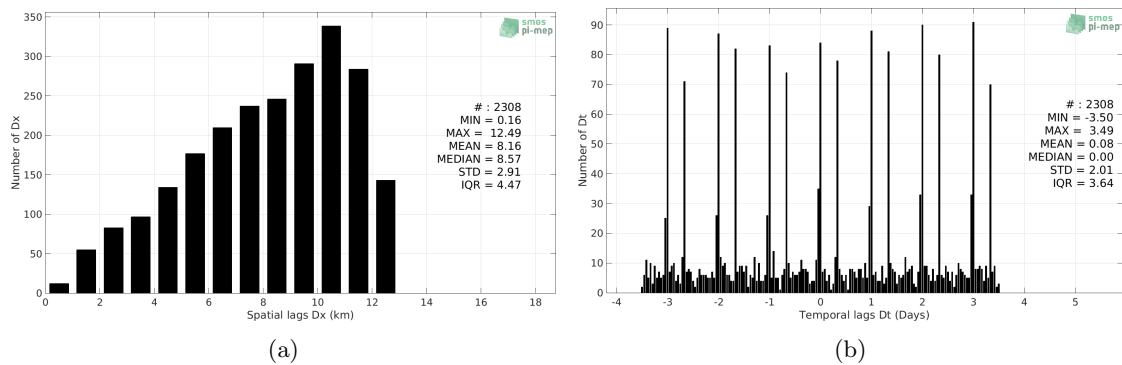 350
300
250
200
150
100
50
0
Number of Dx
smos
pi-mep
# : 2308
MIN = 0.16
MAX = 12.49
MEAN = 8.16
MEDIAN = 8.57
STD = 2.91
IQR = 4.47
0 2 4 6 8 10 12 14 16 18
Spatial lags Dx (km)
(a)
90
80
70
60
50
40
30
20
10
0
Number of Dt
smos
pi-mep
# : 2308
MIN = -3.50
MAX = 3.49
MEAN = 0.08
MEDIAN = 0.00
STD = 2.01
IQR = 3.64
-4 -3 -2 -1 0 1 2 3 4 5
Temporal lags Dt (Days)
(b)